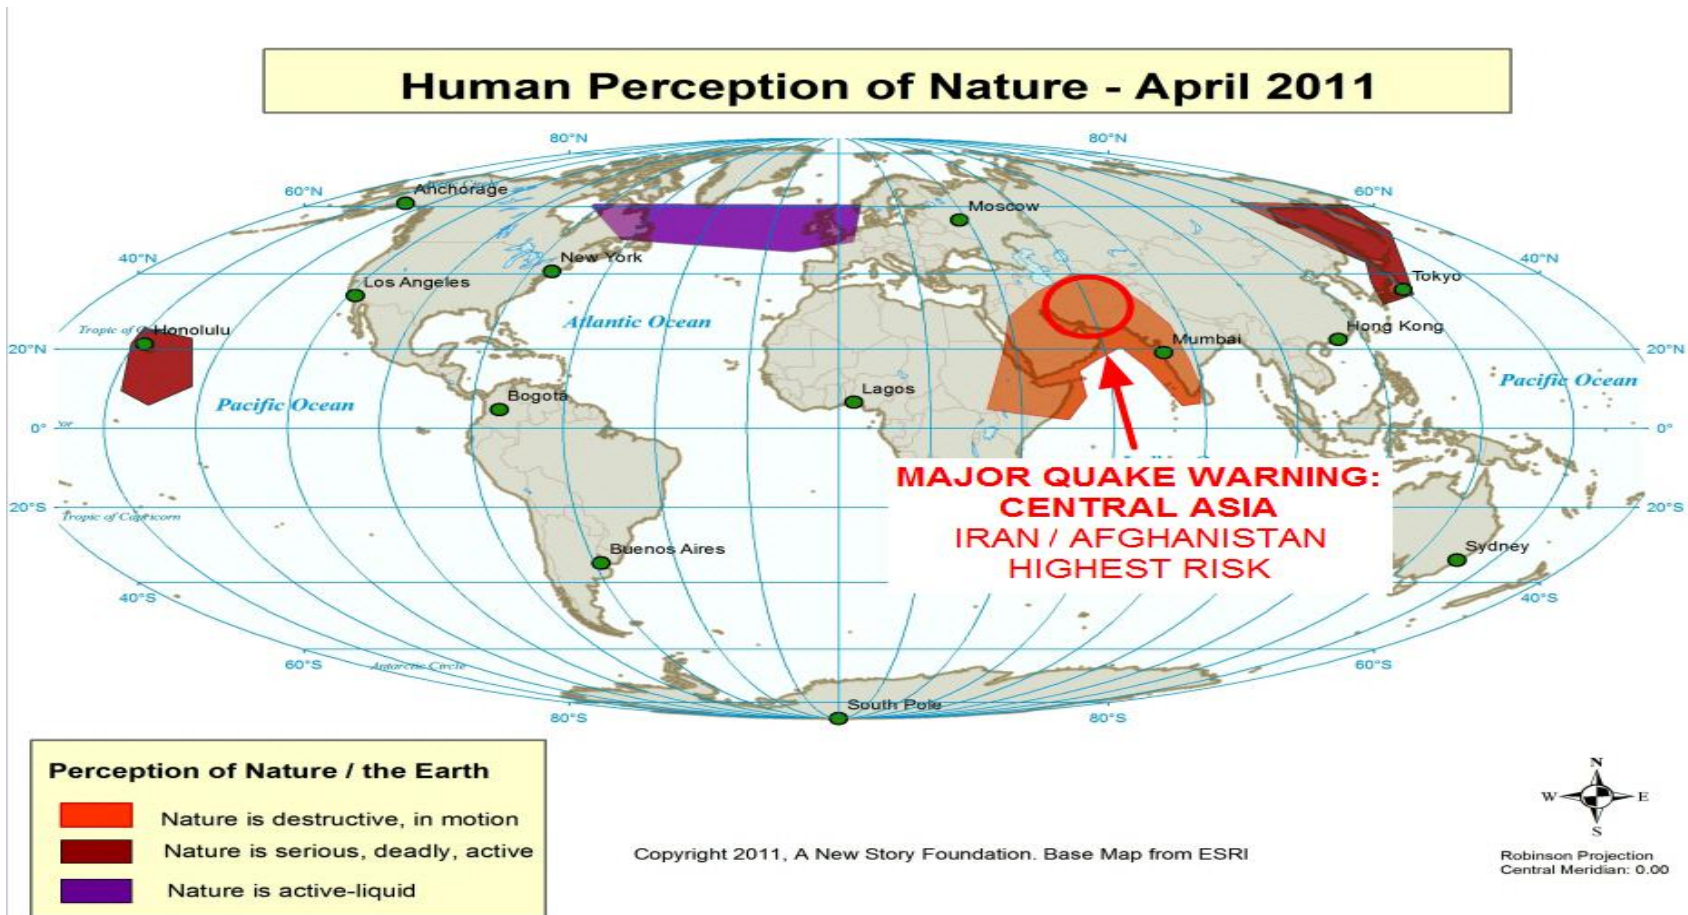 Human Perception of Nature - April 2011
80°N
80°N
60°N
60°N
Anchorage
Moscow
40°N
40°N
New York
Los Angeles
Tokyo
Atlantic Ocean
Tropic of
Honolulu
Hong Kong
Mumbai
20°N
20°N
Pacific Ocean
Pacific Ocean
Bogota
Lagos
0°
0°
MAJOR QUAKE WARNING:
CENTRAL ASIA
IRAN / AFGHANISTAN
HIGHEST RISK
20°S
20°S
Tropic of Capricorn
Buenos Aires
Sydney
40°S
40°S
60°S
60°S
Antarctic Circle
South Pole
80°S
80°S
Perception of Nature / the Earth
Nature is destructive, in motion
Nature is serious, deadly, active
Nature is active-liquid
Copyright 2011, A New Story Foundation. Base Map from ESRI
N
W
E
S
Robinson Projection
Central Meridian: 0.00